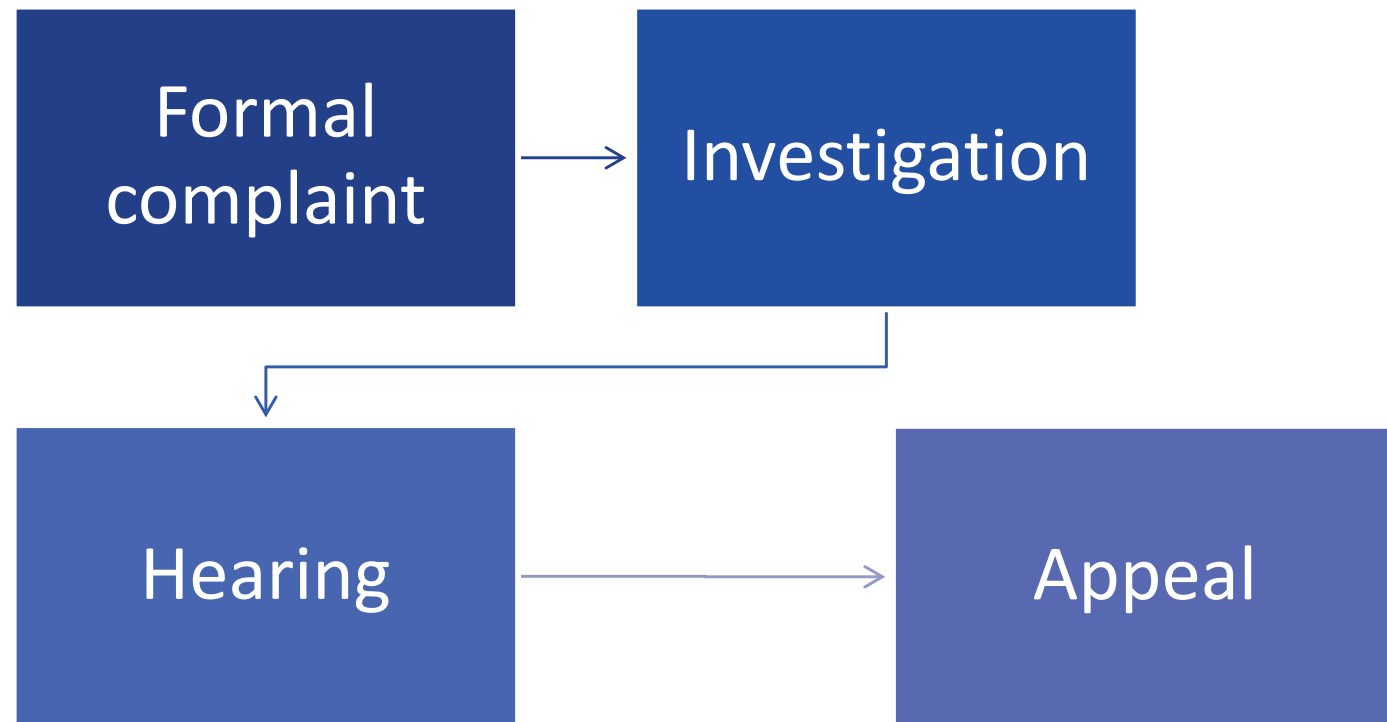 Formal
complaint
Investigation
Hearing
Appeal